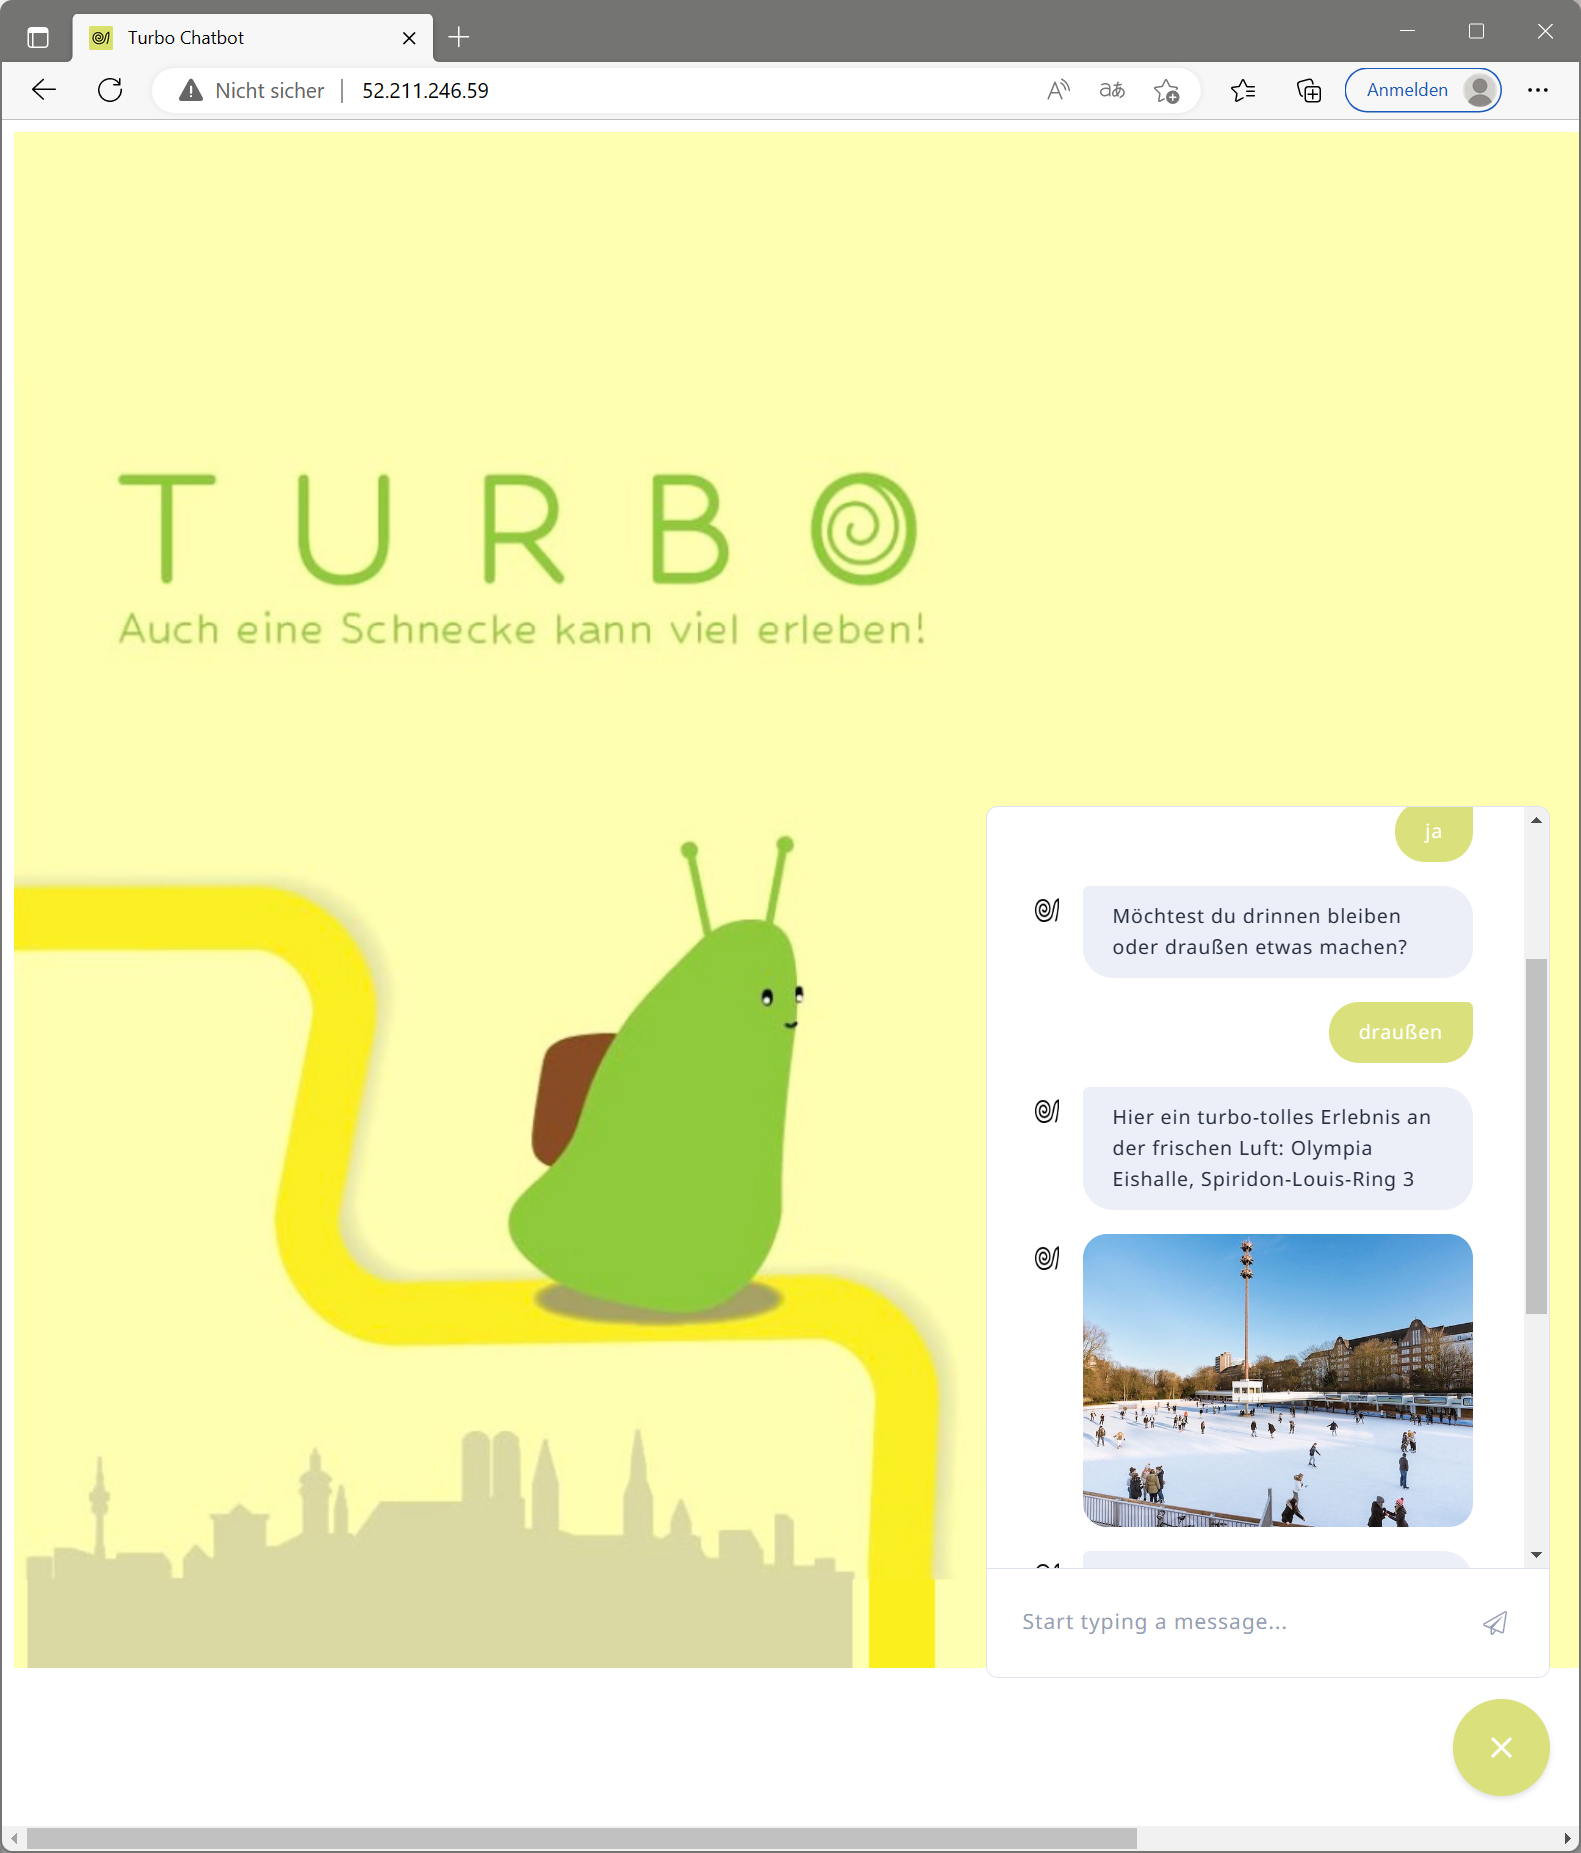 Turbo Chatbot
Nicht sicher
52.211.246.59
Anmelden
TURBO
Auch eine Schnecke kann viel erleben!
ja
Möchtest du drinnen bleiben
oder draußen etwas machen?
draußen
Hier ein turbo-tolles Erlebnis an
der frischen Luft: Olympia
Eishalle, Spiridon-Louis-Ring 3
Start typing a message...